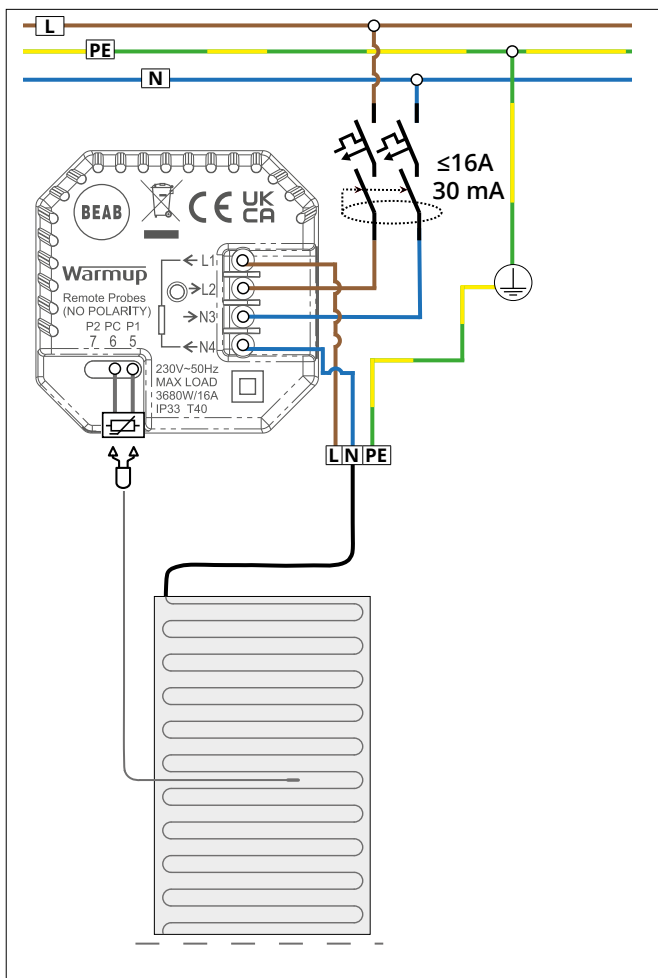 L
PE
N
≤16A
30 mA
BEAB
CE UK
CA
Warmup
Remote Probes
(NO POLARITY)
P2 PC P1
7 6 5
L1
L2
N3
N4
230V~50Hz
MAX LOAD
3680W/16A
IP33 T40
L N PE